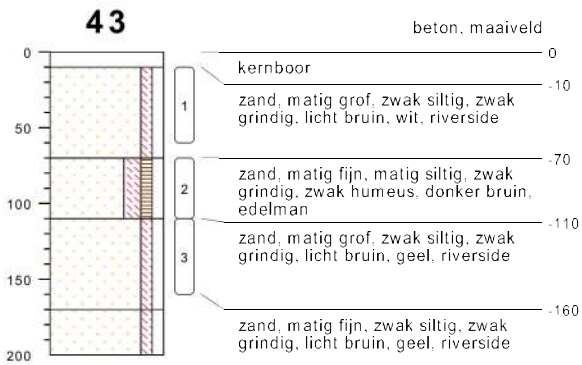 43
beton, maaiveld
0
0
kernboor
-10
zand, matig grof, zwak siltig, zwak
grindig, licht bruin, wit, riverside
1
50
-70
zand, matig fijn, matig siltig, zwak
grindig, zwak humeus, donker bruin,
edelman
2
100
-110
zand, matig grof, zwak siltig, zwak
grindig, licht bruin, geel, riverside
3
150
-160
zand, matig fijn, zwak siltig, zwak
grindig, licht bruin, geel, riverside
200